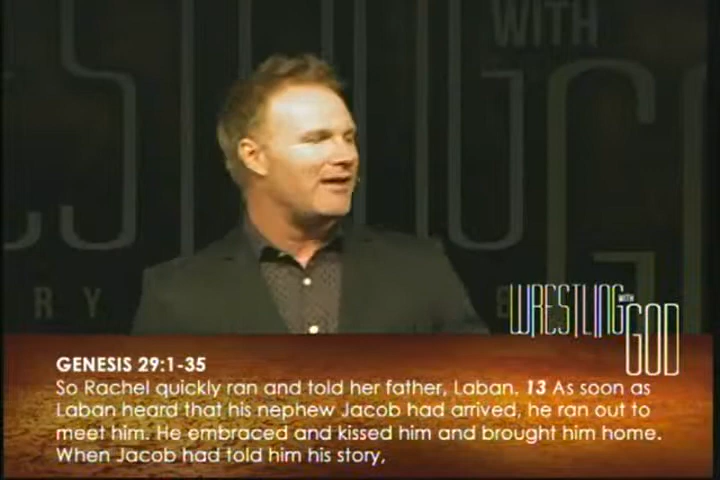 WITH
WRESTLING WITH
GOD
GENESIS 29:1-35
So Rachel quickly ran and told her father, Laban. 13 As soon as
Laban heard that his nephew Jacob had arrived, he ran out to
meet him. He embraced and kissed him and brought him home.
When Jacob had told him his story,